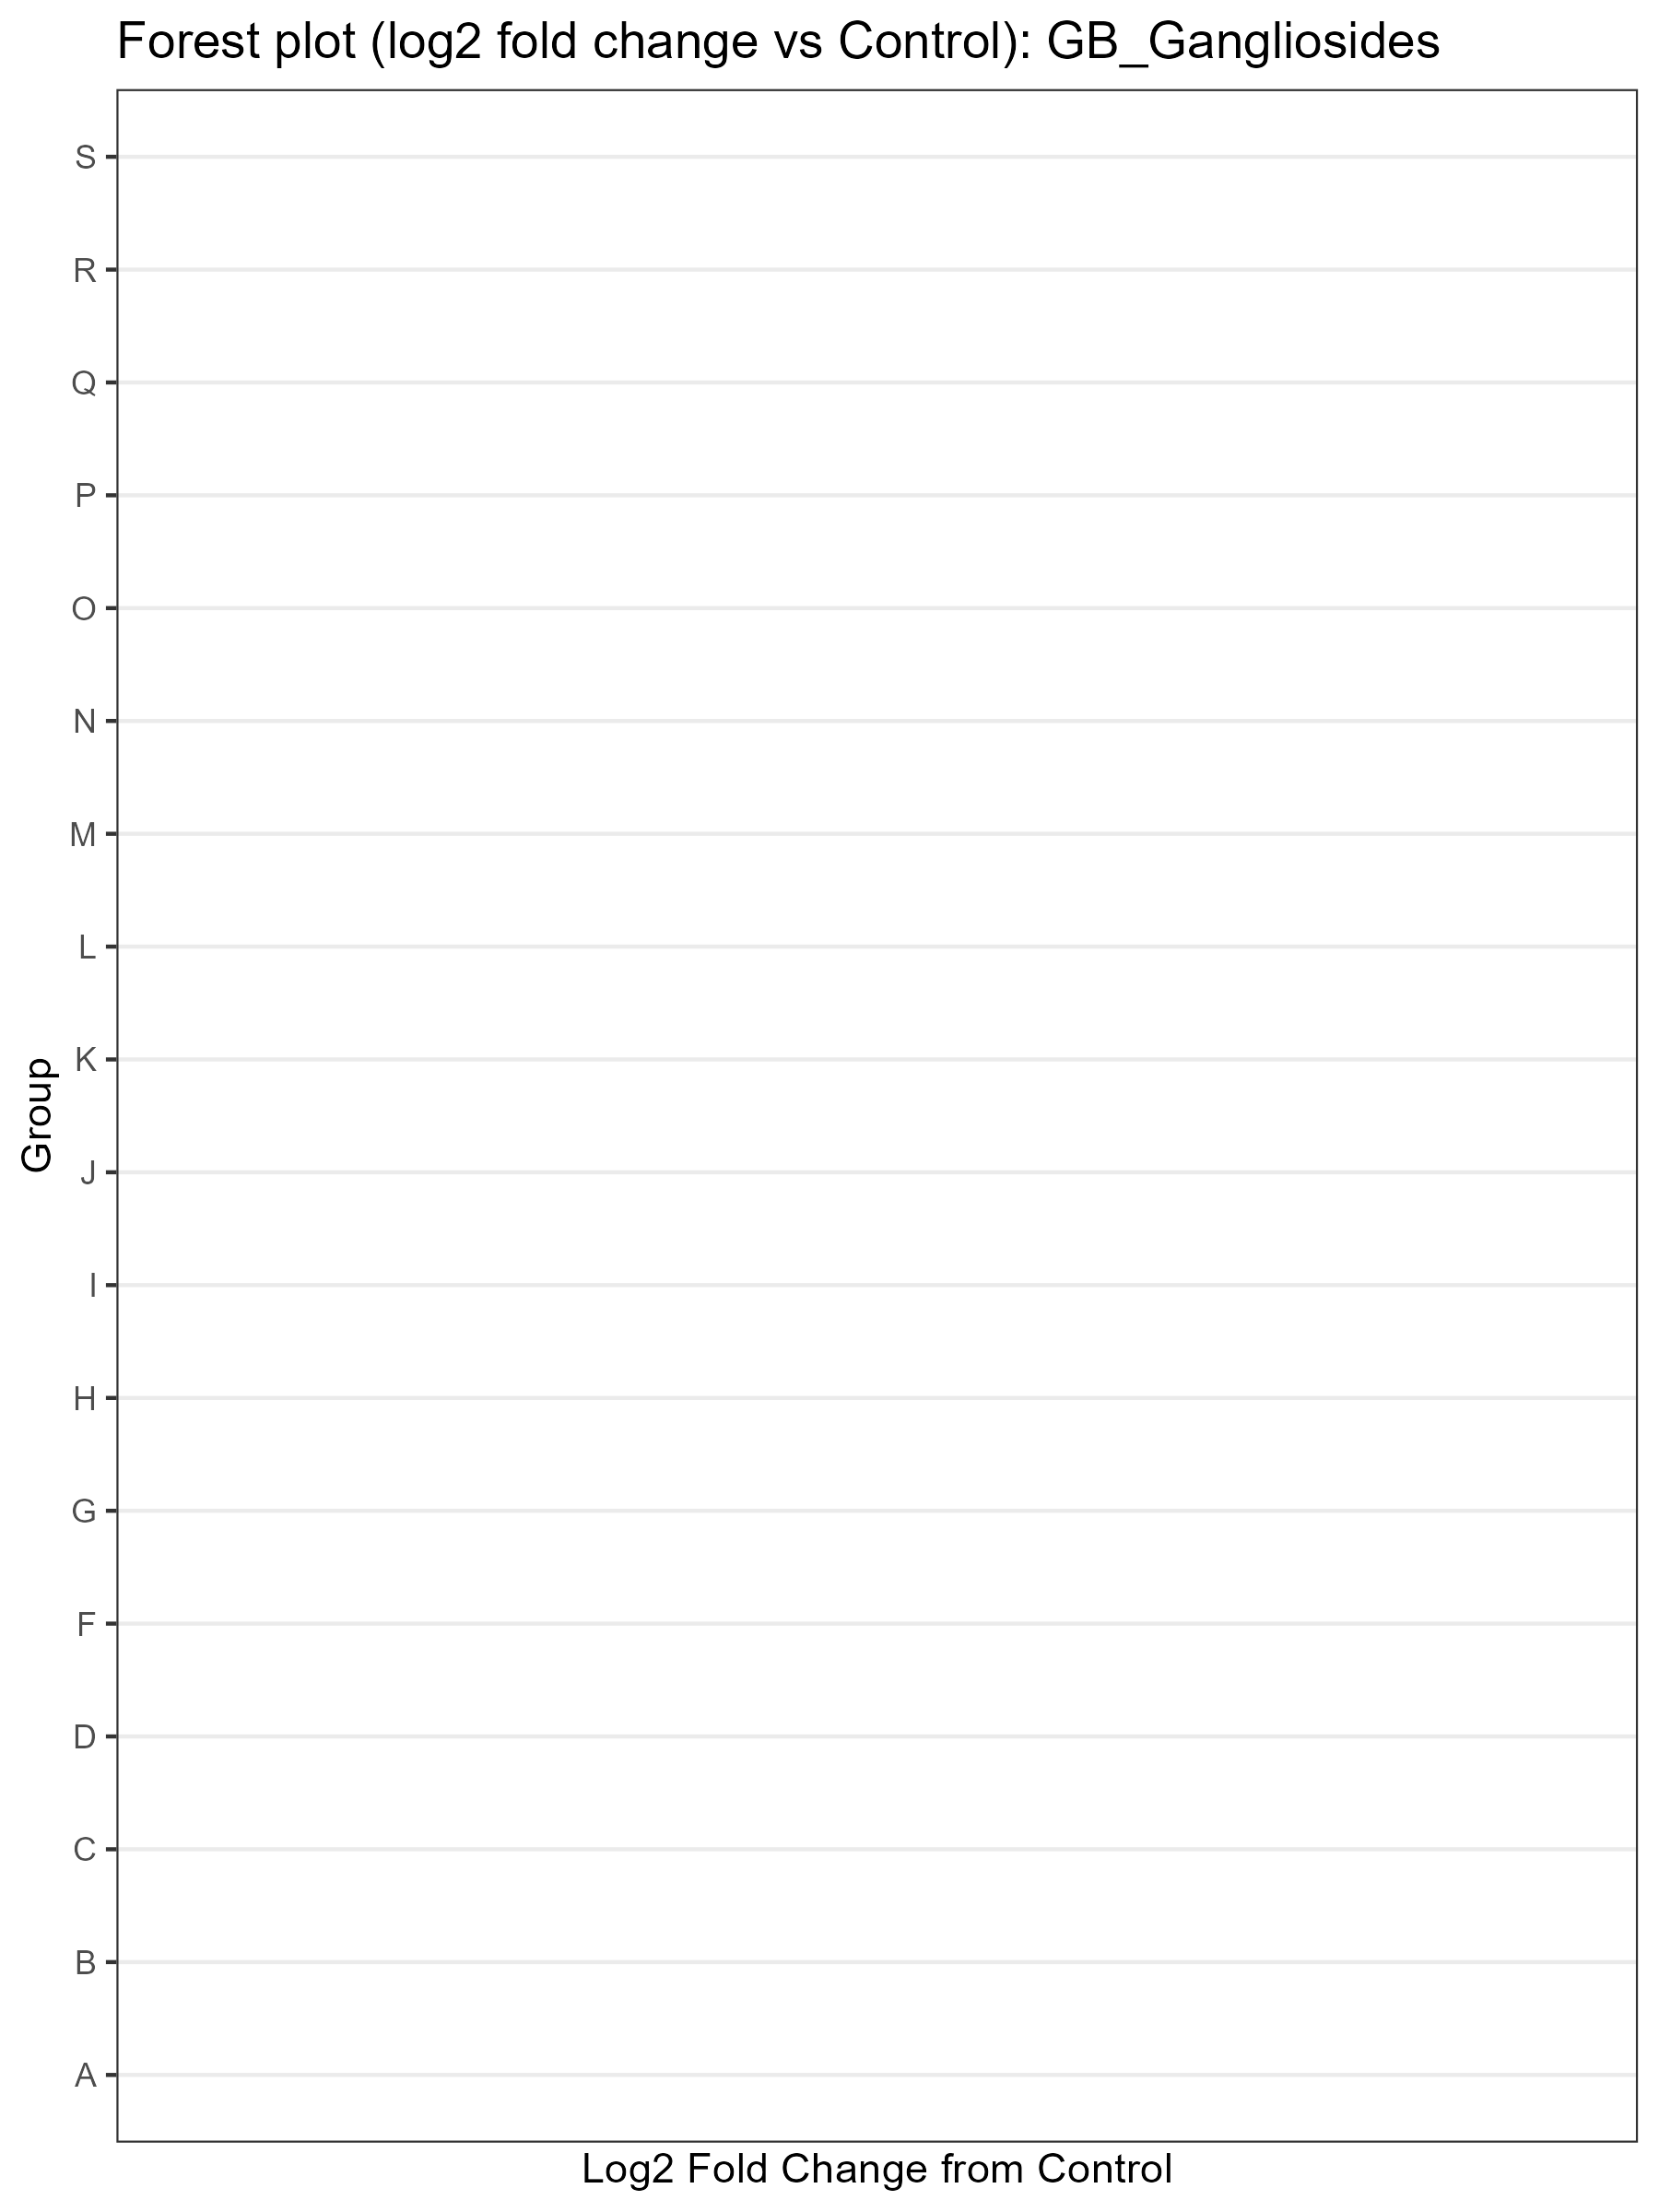 Forest plot (log2 fold change vs Control): GB_Gangliosides
S
R
Q
P
O
N
M
L
K
J
I
H
G
F
D
C
B
A
Group
Log2 Fold Change from Control